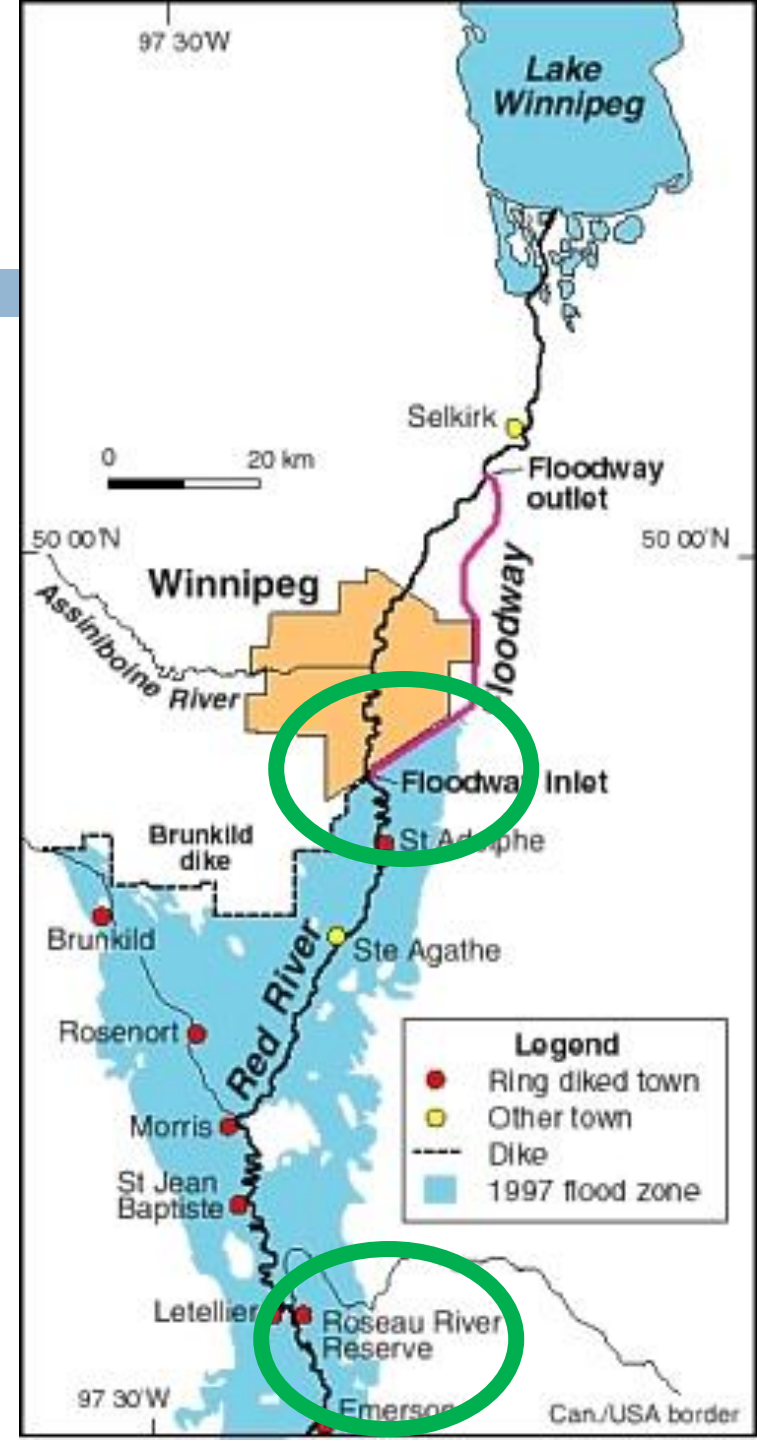 97 30'W
Lake
Winnipeg
Selkirk
0 20 km
Floodway
outlet
50 00'N
50 00'N
Winnipeg
Floodway
Assiniboine River
Floodway Inlet
Brunkild
dike
St Adolphe
Brunkild
Ste Agathe
Red River
Rosenort
Legend
Ring diked town
Other town
Dike
1997 flood zone
Morris
St Jean
Baptiste
Letellier
Roseau River
Reserve
97 30'W
Emerson
Can./USA border